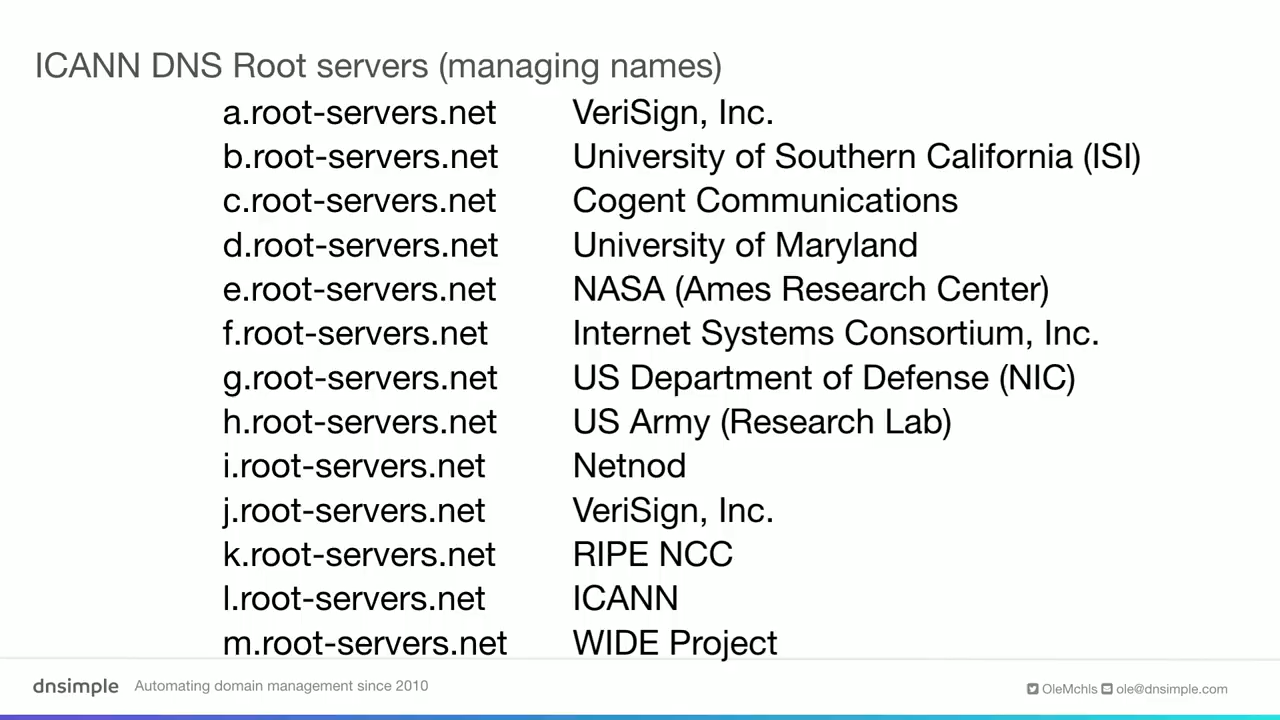 ICANN DNS Root servers (managing names)
a.root-servers.net VeriSign, Inc.
b.root-servers.net University of Southern California (ISI)
c.root-servers.net Cogent Communications
d.root-servers.net University of Maryland
e.root-servers.net NASA (Ames Research Center)
f.root-servers.net Internet Systems Consortium, Inc.
g.root-servers.net US Department of Defense (NIC)
h.root-servers.net US Army (Research Lab)
i.root-servers.net Netnod
j.root-servers.net VeriSign, Inc.
k.root-servers.net RIPE NCC
l.root-servers.net ICANN
m.root-servers.net WIDE Project
dnsimple Automating domain management since 2010 OleMchls ole@dnsimple.com